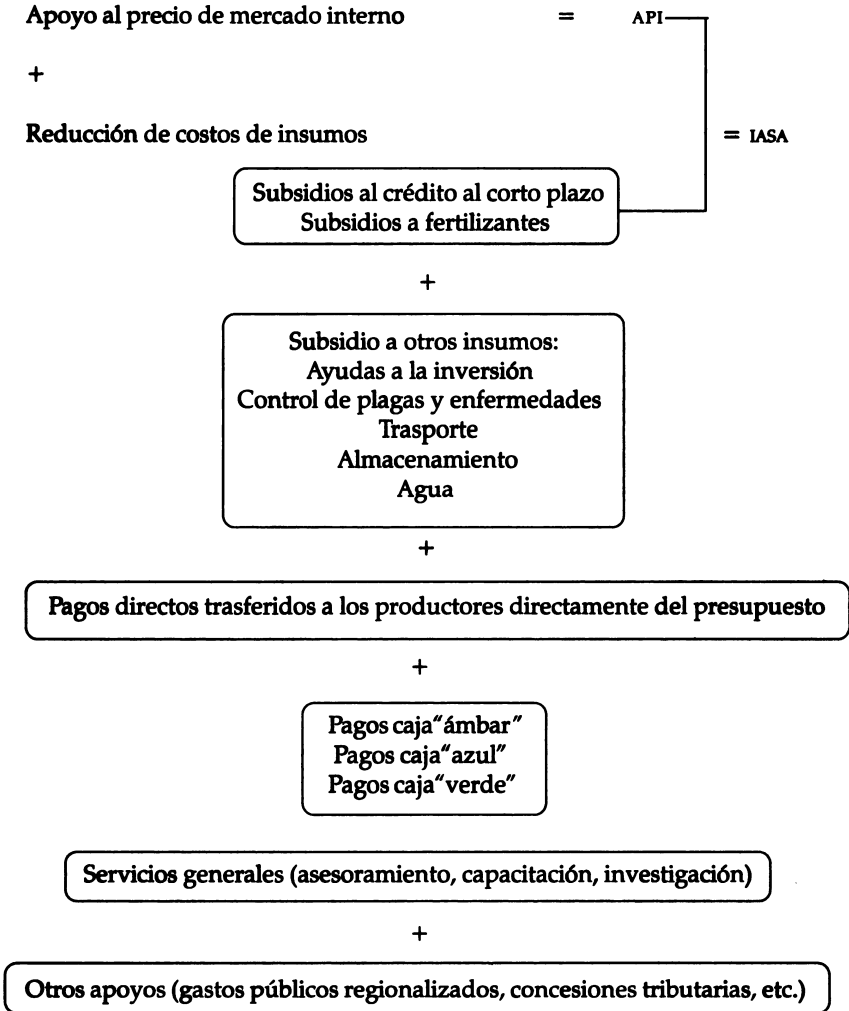 Apoyo al precio de mercado interno = API
+
Reducción de costos de insumos = IASA
Subsidios al crédito al corto plazo
Subsidios a fertilizantes
+
Subsidio a otros insumos:
Ayudas a la inversión
Control de plagas y enfermedades
Trasporte
Almacenamiento
Agua
+
Pagos directos trasferidos a los productores directamente del presupuesto
+
Pagos caja "ámbar"
Pagos caja "azul"
Pagos caja "verde"
Servicios generales (asesoramiento, capacitación, investigación)
+
Otros apoyos (gastos públicos regionalizados, concesiones tributarias, etc.)